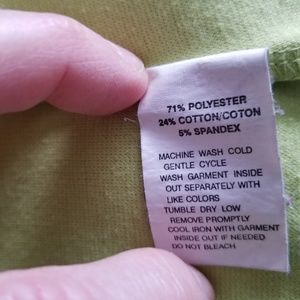 71% POLYESTER
24% COTTON/COTON
5% SPANDEX
MACHINE WASH COLD
GENTLE CYCLE
WASH GARMENT INSIDE
OUT SEPARATELY WITH
LIKE COLORS
TUMBLE DRY LOW
REMOVE PROMPTLY
COOL IRON WITH GARMENT
INSIDE OUT IF NEEDED
DO NOT BLEACH